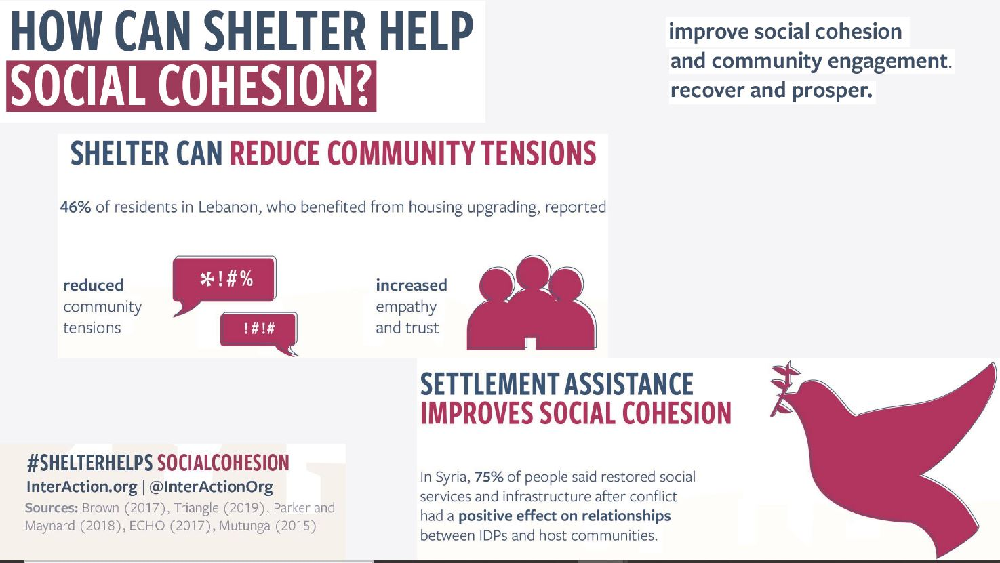 HOW CAN SHELTER HELP
SOCIAL COHESION?
improve social cohesion
and community engagement.
recover and prosper.
SHELTER CAN REDUCE COMMUNITY TENSIONS
46% of residents in Lebanon, who benefited from housing upgrading, reported
reduced
community
tensions
*!#%
!#!#
increased
empathy
and trust
SETTLEMENT ASSISTANCE
IMPROVES SOCIAL COHESION
In Syria, 75% of people said restored social
services and infrastructure after conflict
had a positive effect on relationships
between IDPs and host communities.
#SHELTERHELPS SOCIALCOHESION
InterAction.org | @InterActionOrg
Sources: Brown (2017), Triangle (2019), Parker and
Maynard (2018), ECHO (2017), Mutunga (2015)